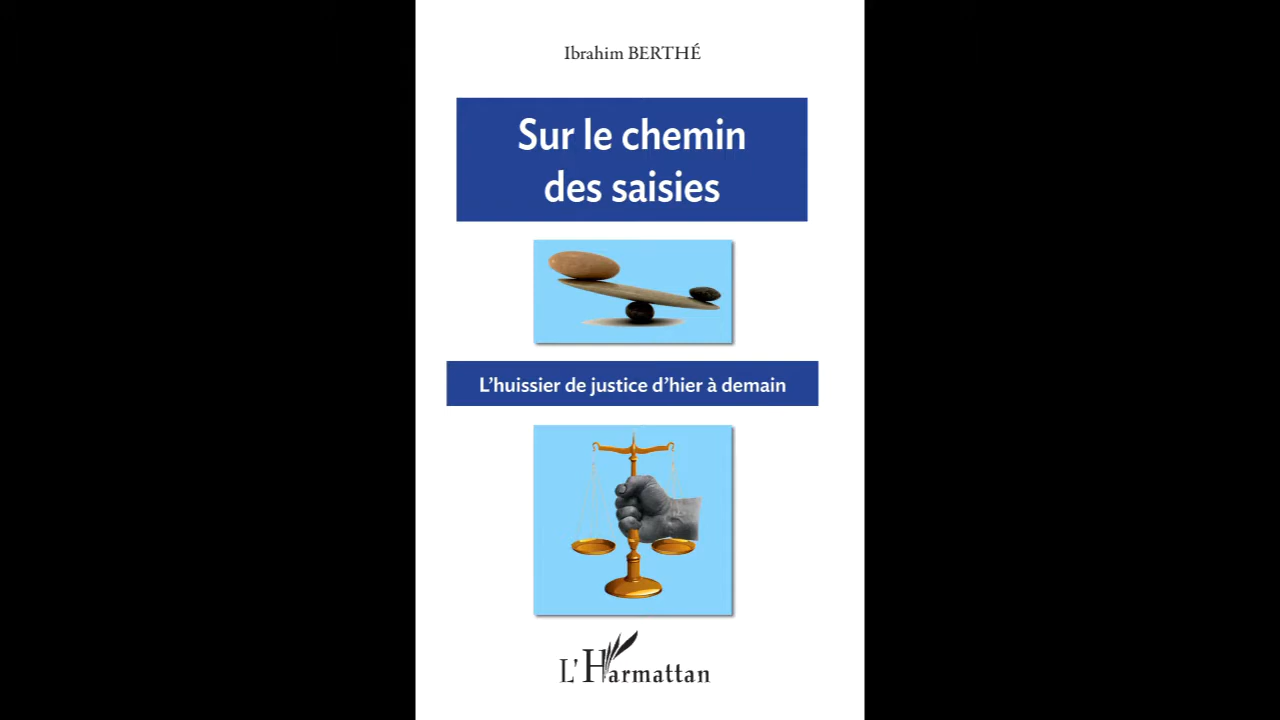 Ibrahim BERTHÉ
Sur le chemin
des saisies
L'huissier de justice d'hier à demain
L'Harmattan